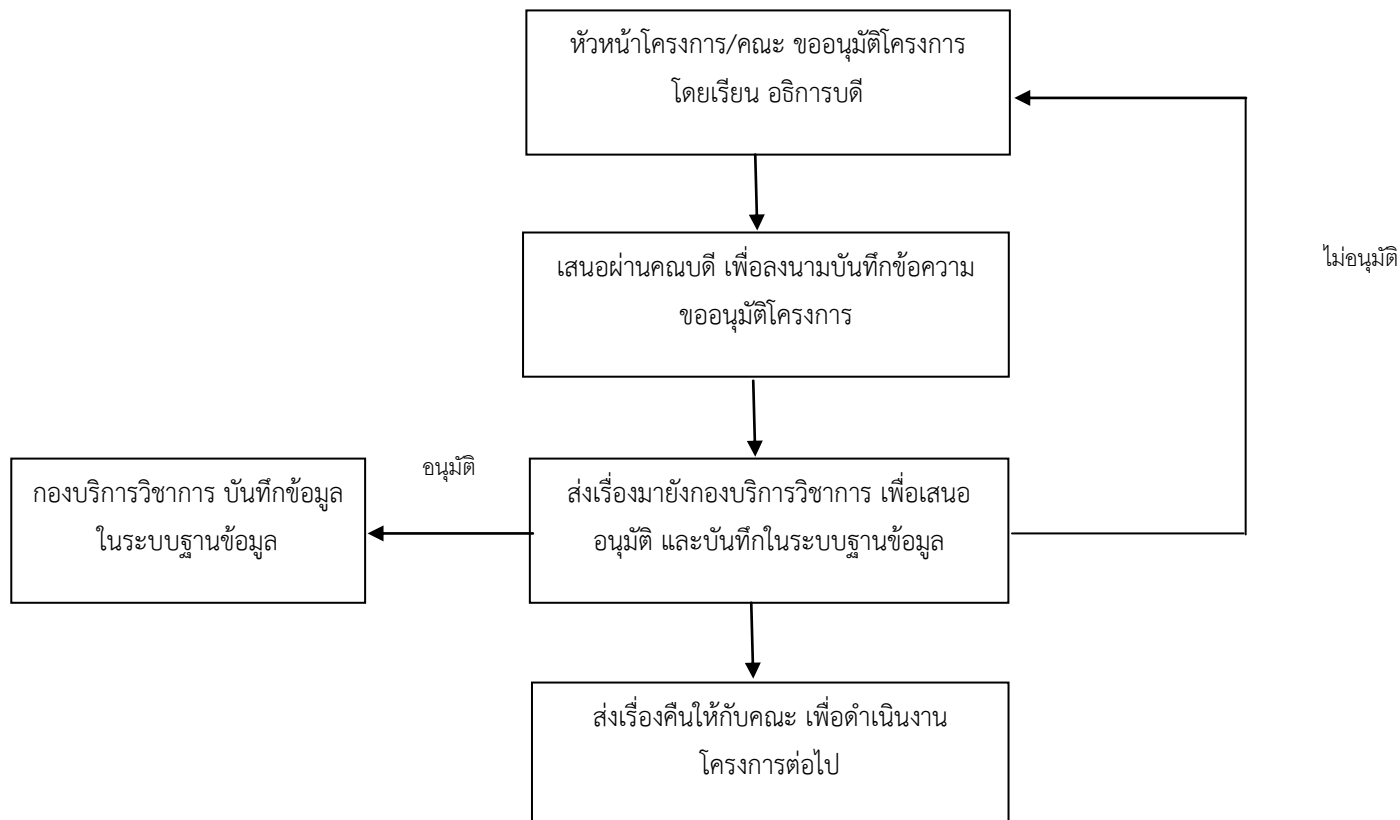 หัวหน้าโครงการ/คณะ ขออนุมัติโครงการ
โดยเรียน อธิการบดี
ไม่อนุมัติ
เสนอผ่านคณบดี เพื่อลงนามบันทึกข้อความ
ขออนุมัติโครงการ
อนุมัติ
กองบริการวิชาการ บันทึกข้อมูล
ในระบบฐานข้อมูล
ส่งเรื่องมายังกองบริการวิชาการ เพื่อเสนอ
อนุมัติ และบันทึกในระบบฐานข้อมูล
ส่งเรื่องคืนให้กับคณะ เพื่อดำเนินงาน
โครงการต่อไป